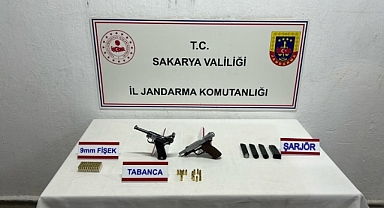 T.C.
SAKARYA VALİLİĞİ
İL JANDARMA KOMUTANLIĞI
9mm FİŞEK
TABANCA
ŞARJÖR